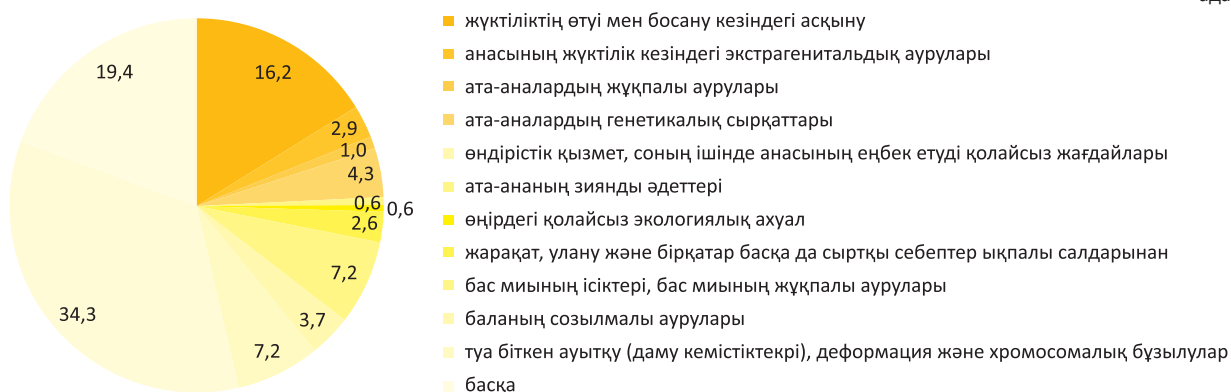 ада
жүктіліктің өтуі мен босану кезіндегі асқыну
анасының жүктілік кезіндегі экстрагенитальдық аурулары
ата-аналардың жұқпалы аурулары
ата-аналардың генетикалық сырқаттары
өндірістік қызмет, соның ішінде анасының еңбек етуді қолайсыз жағдайлары
ата-ананың зиянды әдеттері
өңірдегі қолайсыз экологиялық ахуал
жарақат, улану және бірқатар басқа да сыртқы себептер ықпалы салдарынан
бас миының ісіктері, бас миының жұқпалы аурулары
баланың созылмалы аурулары
туа біткен ауытқу (даму кемістіктекрі), деформация және хромосомалық бұзылулар
басқа
19,4
16,2
2,9
1,0
4,3
0,6
0,6
2,6
7,2
3,7
7,2
34,3